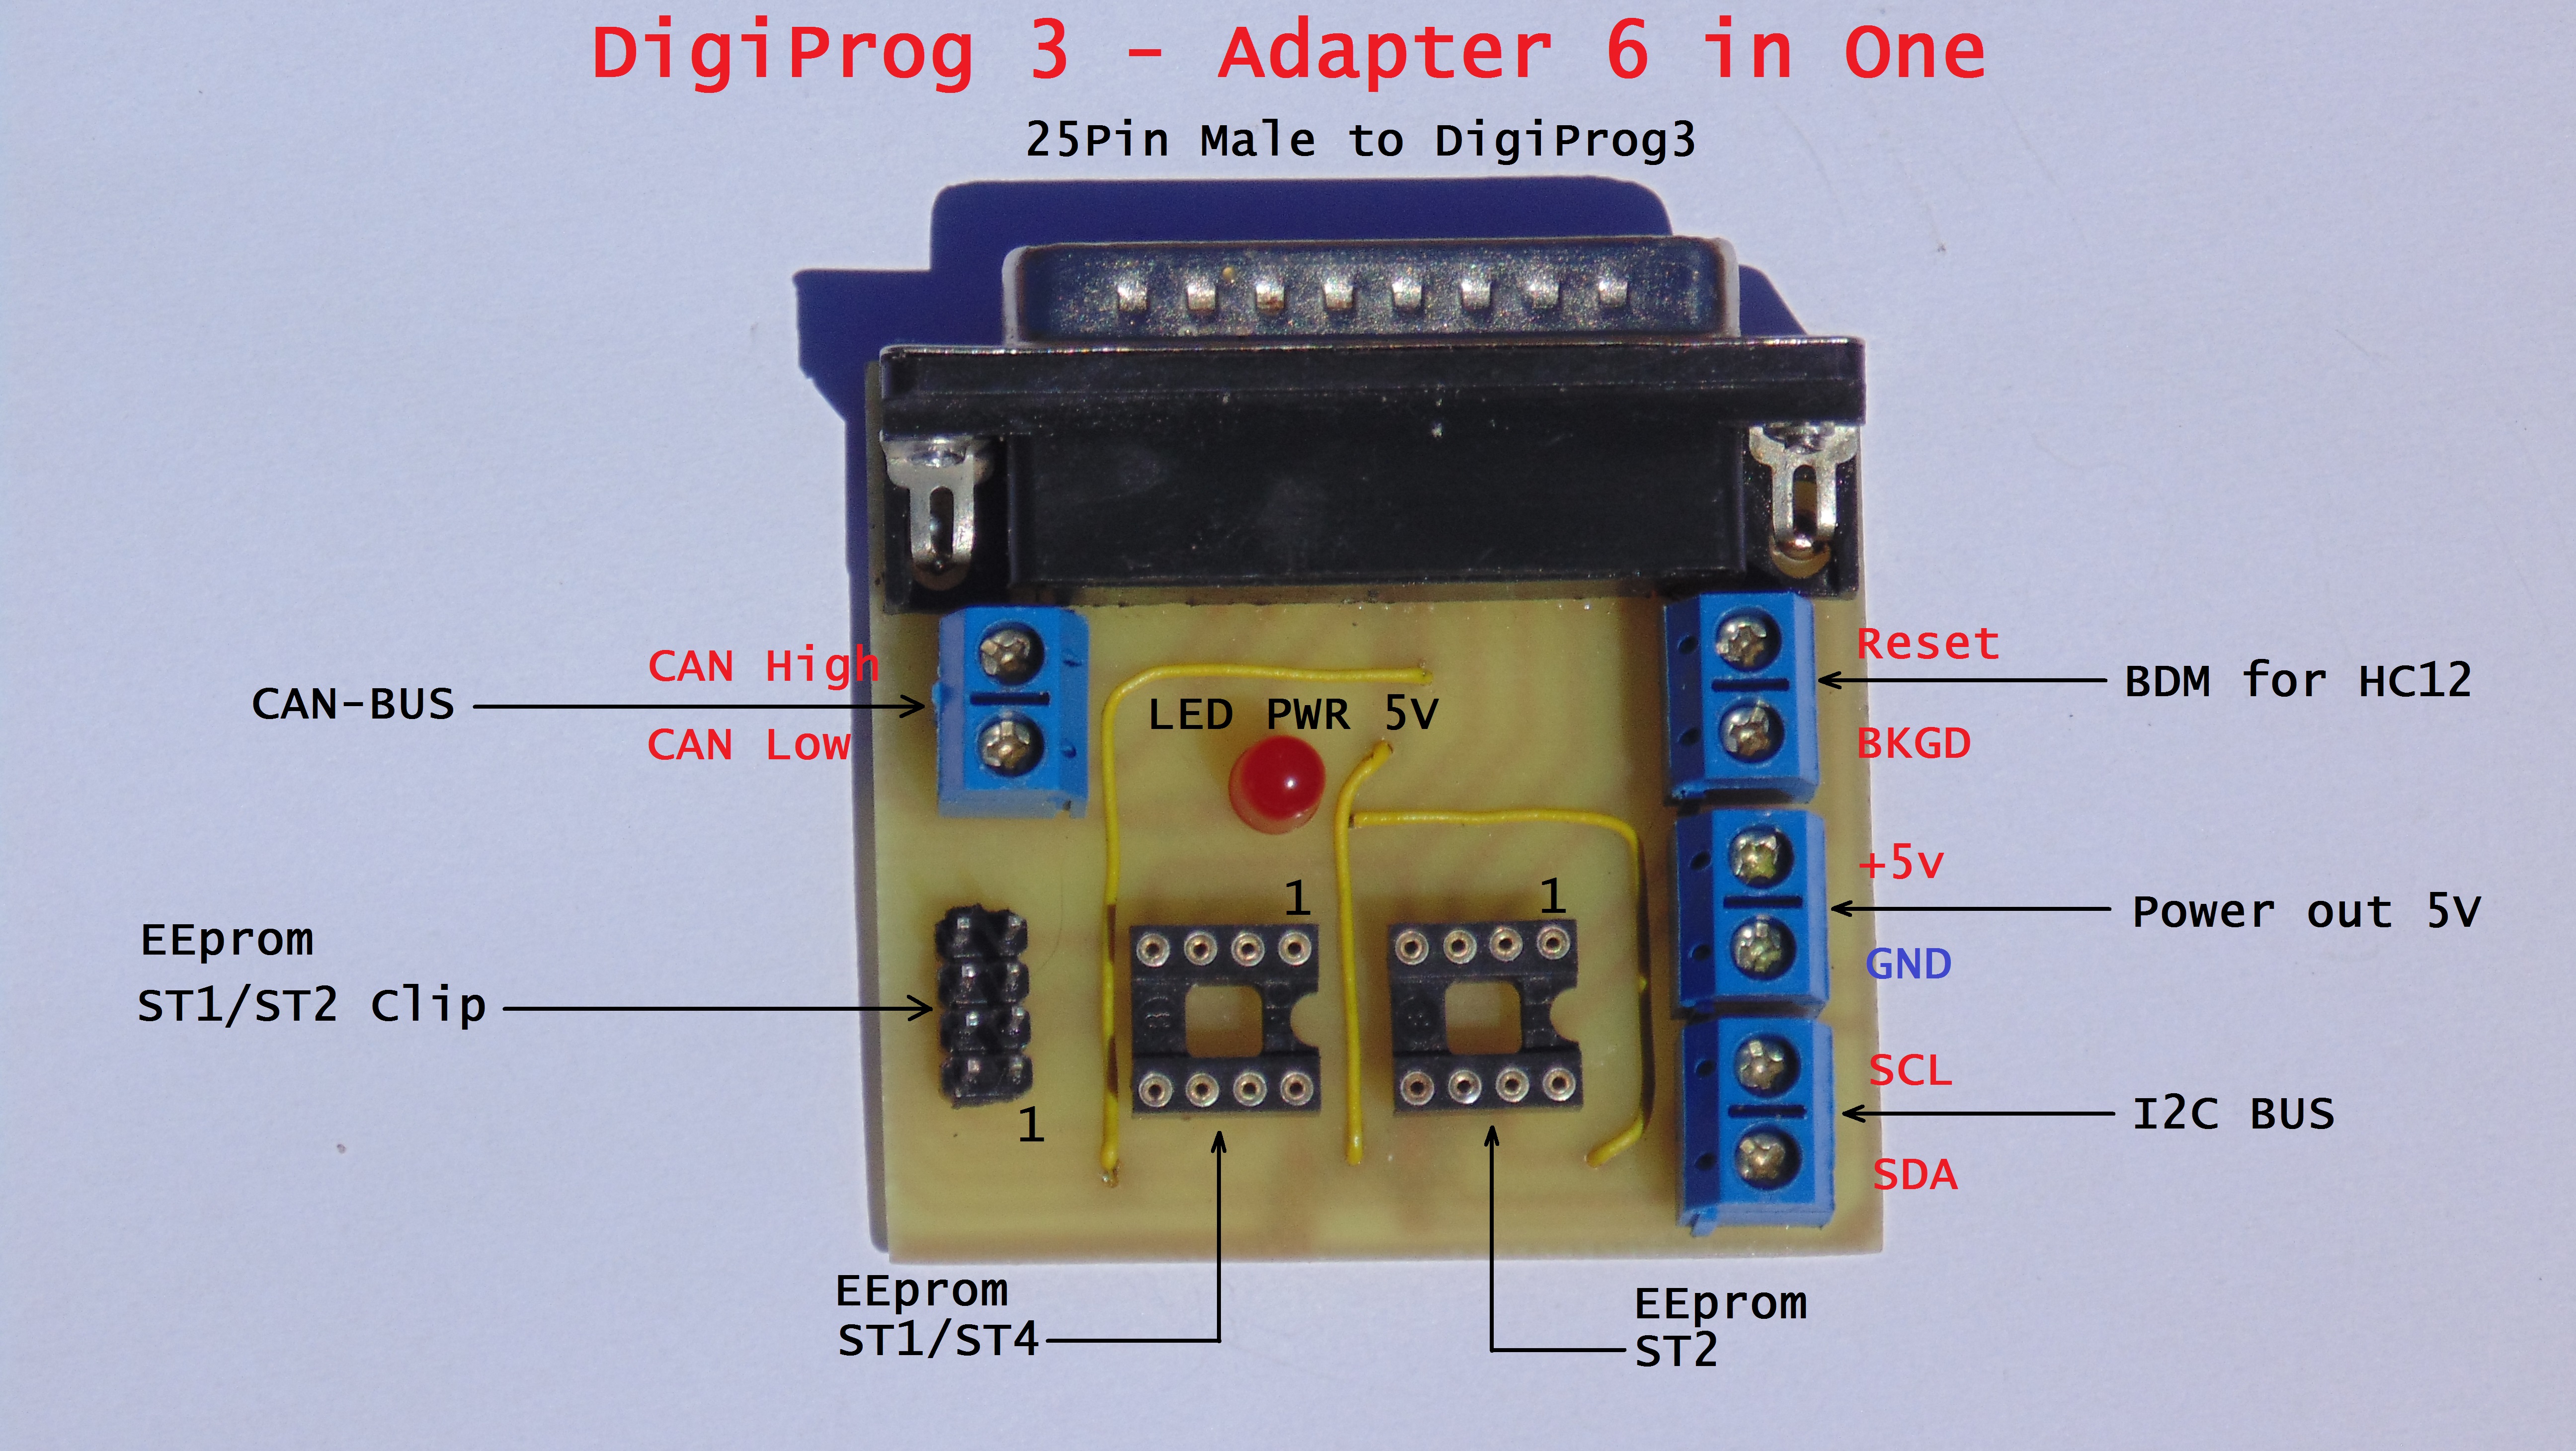 DigiProg 3 - Adapter 6 in One
25Pin Male to DigiProg3
CAN High
CAN-BUS
CAN Low
LED PWR 5V
Reset
BDM for HC12
BKGD
+5v
Power out 5V
GND
SCL
I2C BUS
SDA
EEprom
ST1/ST2 Clip
1
1
1
EEprom
ST1/ST4
EEprom
ST2